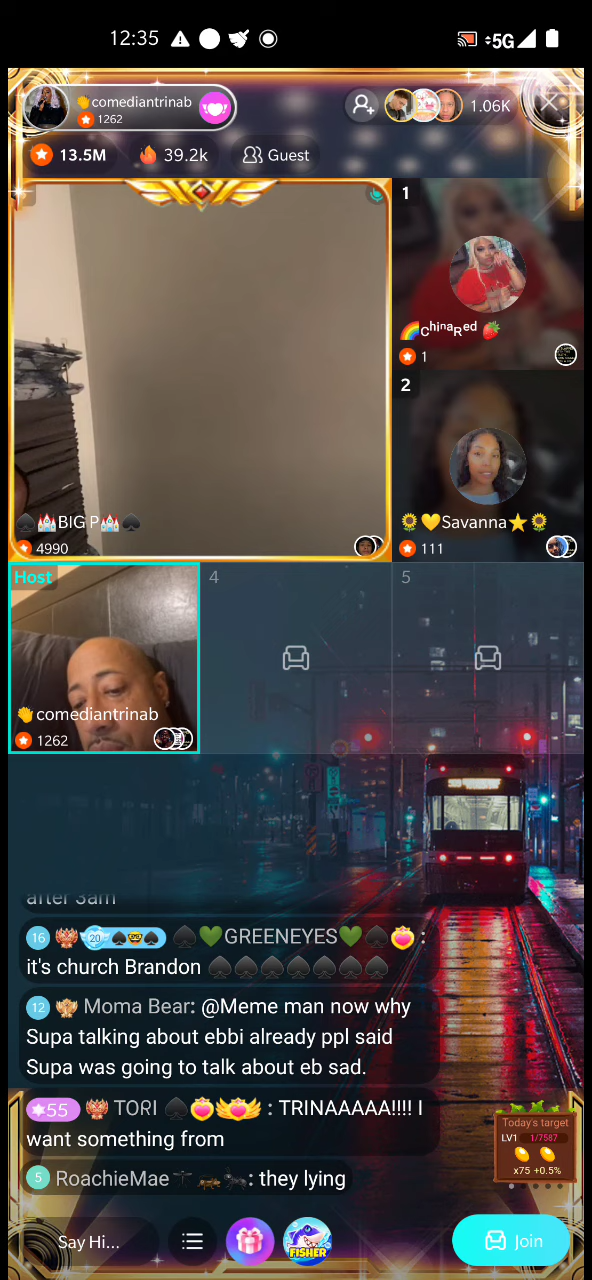 12:35
5G
👋comediantrinab
1262
1.06K
13.5M
39.2k
Guest
1
🌈cʰⁱⁿᵃʀᵉᵈ 🍓
1
2
🌻💛Savanna⭐🌻
111
♠️🏰BIG P🏰♠️
4990
Host
4
5
👋comediantrinab
1262
after 3am
16 20 ♠️💚GREENEYES💚♠️ :
it's church Brandon ♠️♠️♠️♠️♠️♠️♠️
12 Moma Bear: @Meme man now why
Supa talking about ebbi already ppl said
Supa was going to talk about eb sad.
55 TORI ♠️ : TRINAAAAA!!!! I
want something from
5 RoachieMae 🐜: they lying
Today's target
LV1 1/7587
x75 +0.5%
Say Hi...
FISHER
Join